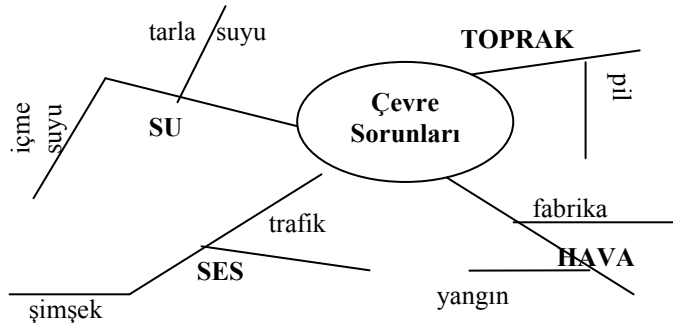 tarla suyu
TOPRAK
Çevre
Sorunları
pil
içme
suyu
SU
fabrika
trafik
HAVA
SES
yangın
şimşek